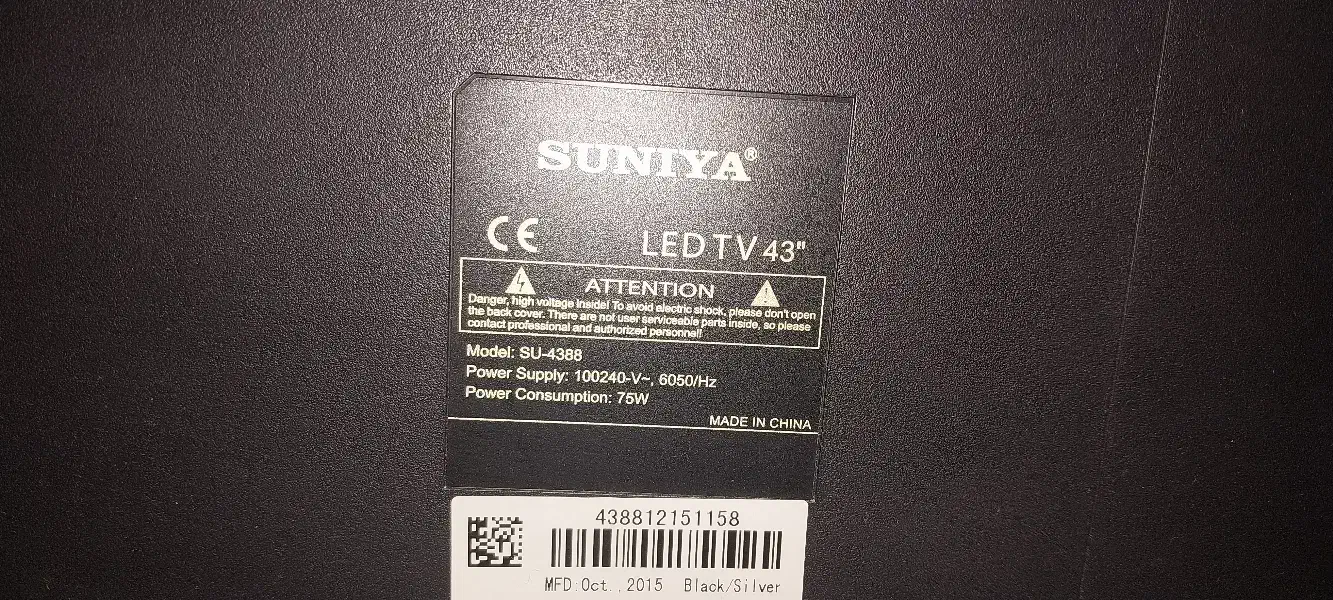 SUNIYA®
CE LED TV 43"
ATTENTION
Danger, high voltage inside! To avoid electric shock, please don't open
the back cover. There are not user serviceable parts inside, so please
contact professional and authorized personnel!
Model: SU-4388
Power Supply: 100240-V~, 6050/Hz
Power Consumption: 75W
MADE IN CHINA
438812151158
MFD:Oct.,2015 Black/Silver